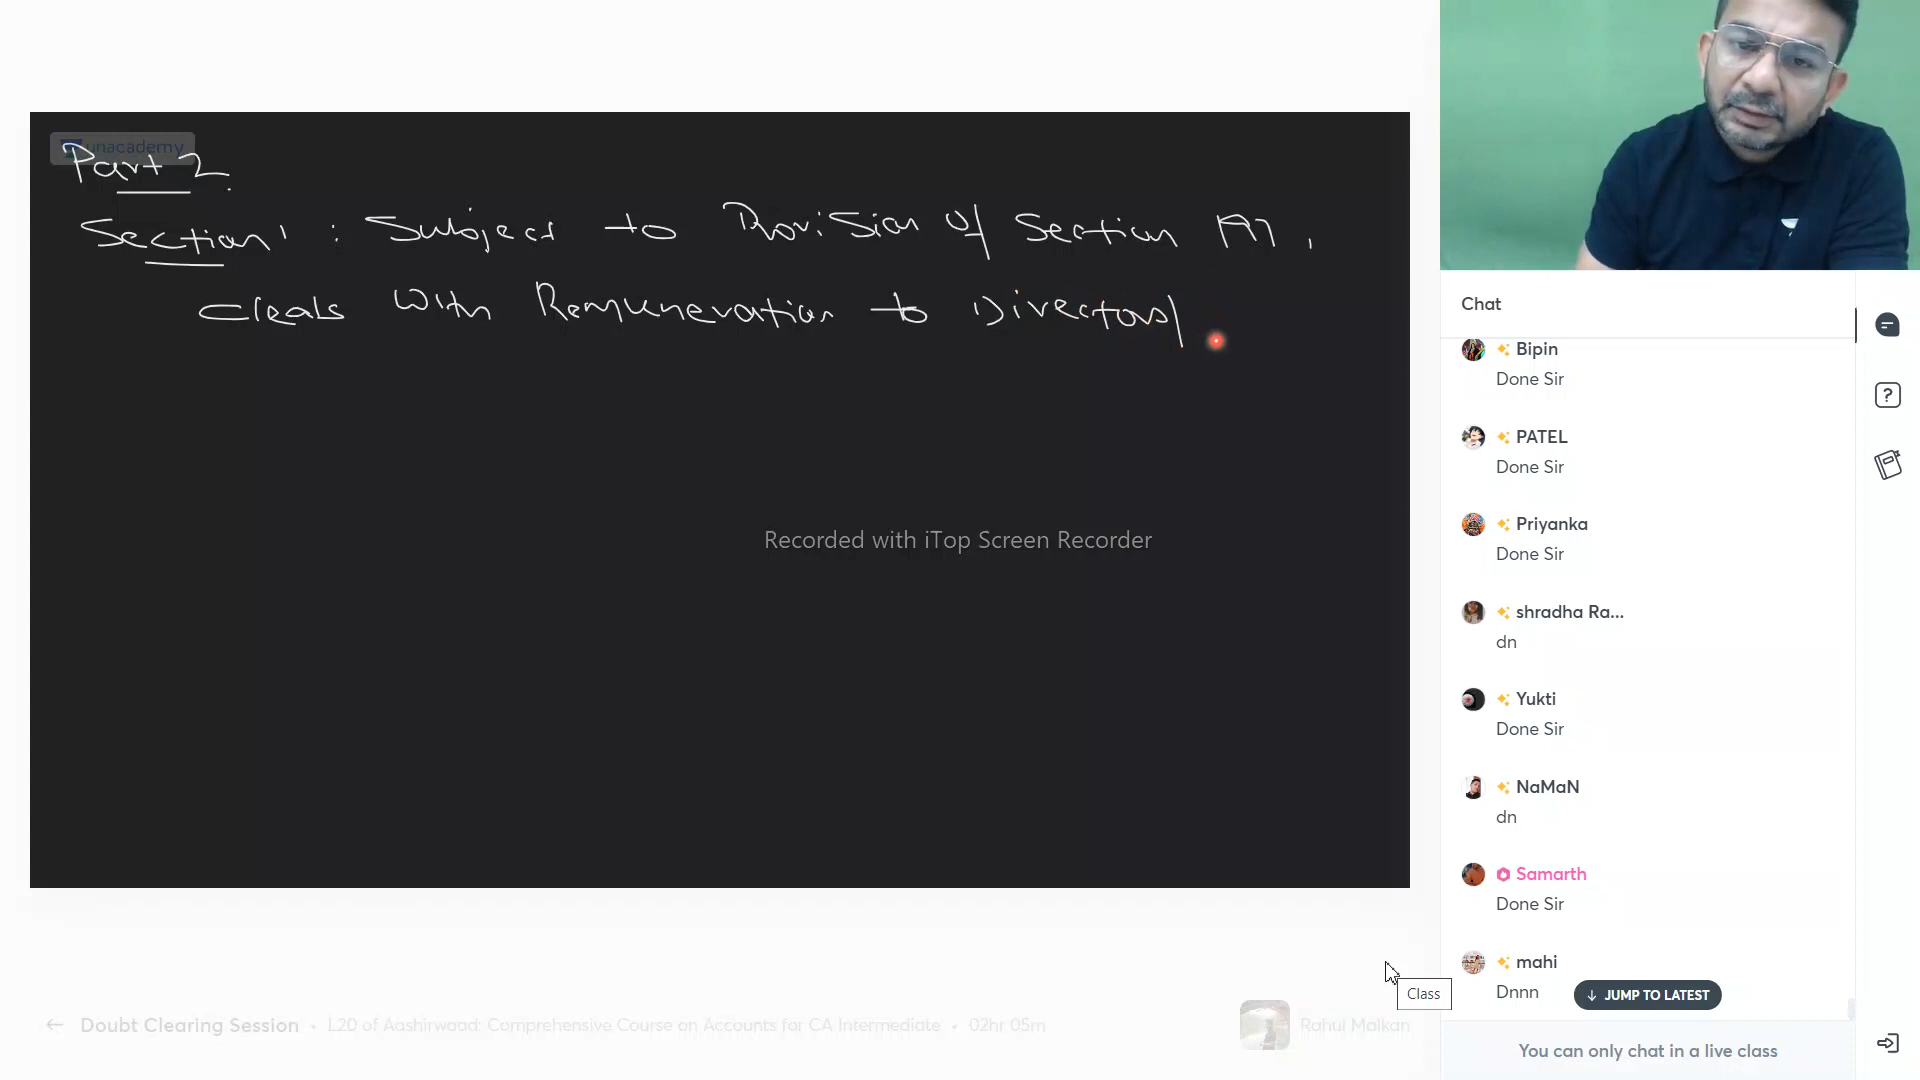 unacademy
Part 2
Section 1 : Subject to Provision of Section 197,
deals with Remuneration to Directors
Recorded with iTop Screen Recorder
Chat
Bipin
Done Sir
PATEL
Done Sir
Priyanka
Done Sir
shradha Ra...
dn
Yukti
Done Sir
NaMaN
dn
Samarth
Done Sir
mahi
Dnnn
JUMP TO LATEST
You can only chat in a live class
Class
Doubt Clearing Session • L20 of Aashirwaad: Comprehensive Course on Accounts for CA Intermediate • 02hr 05m
Rahul Malkan